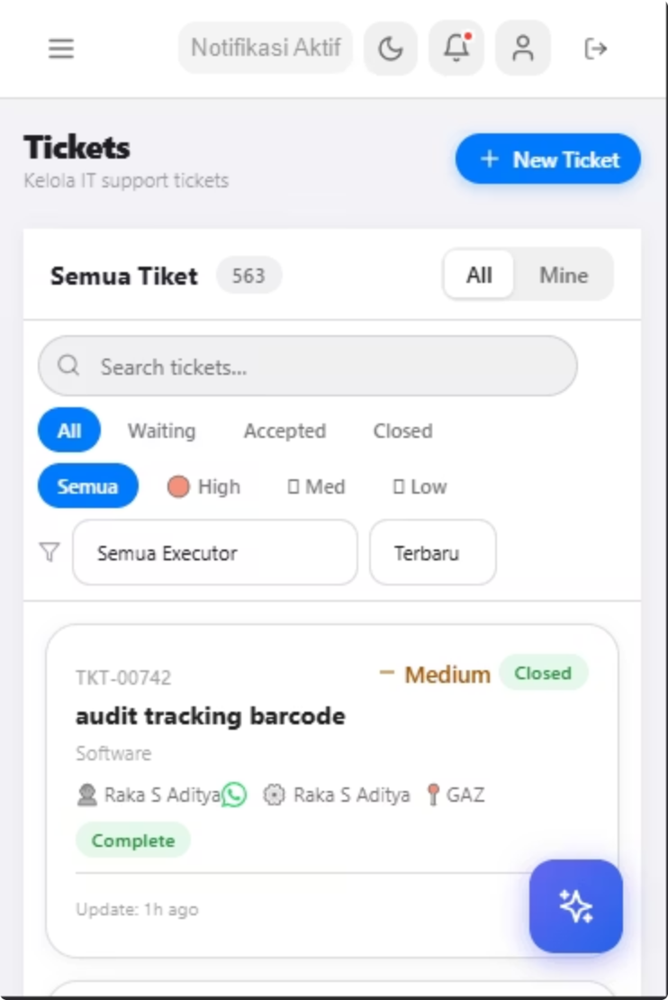 Notifikasi Aktif
Tickets
Kelola IT support tickets
+ New Ticket
Semua Tiket 563 All Mine
Search tickets...
All Waiting Accepted Closed
Semua High Med Low
Semua Executor Terbaru
TKT-00742 – Medium Closed
audit tracking barcode
Software
Raka S Aditya Raka S Aditya GAZ
Complete
Update: 1h ago